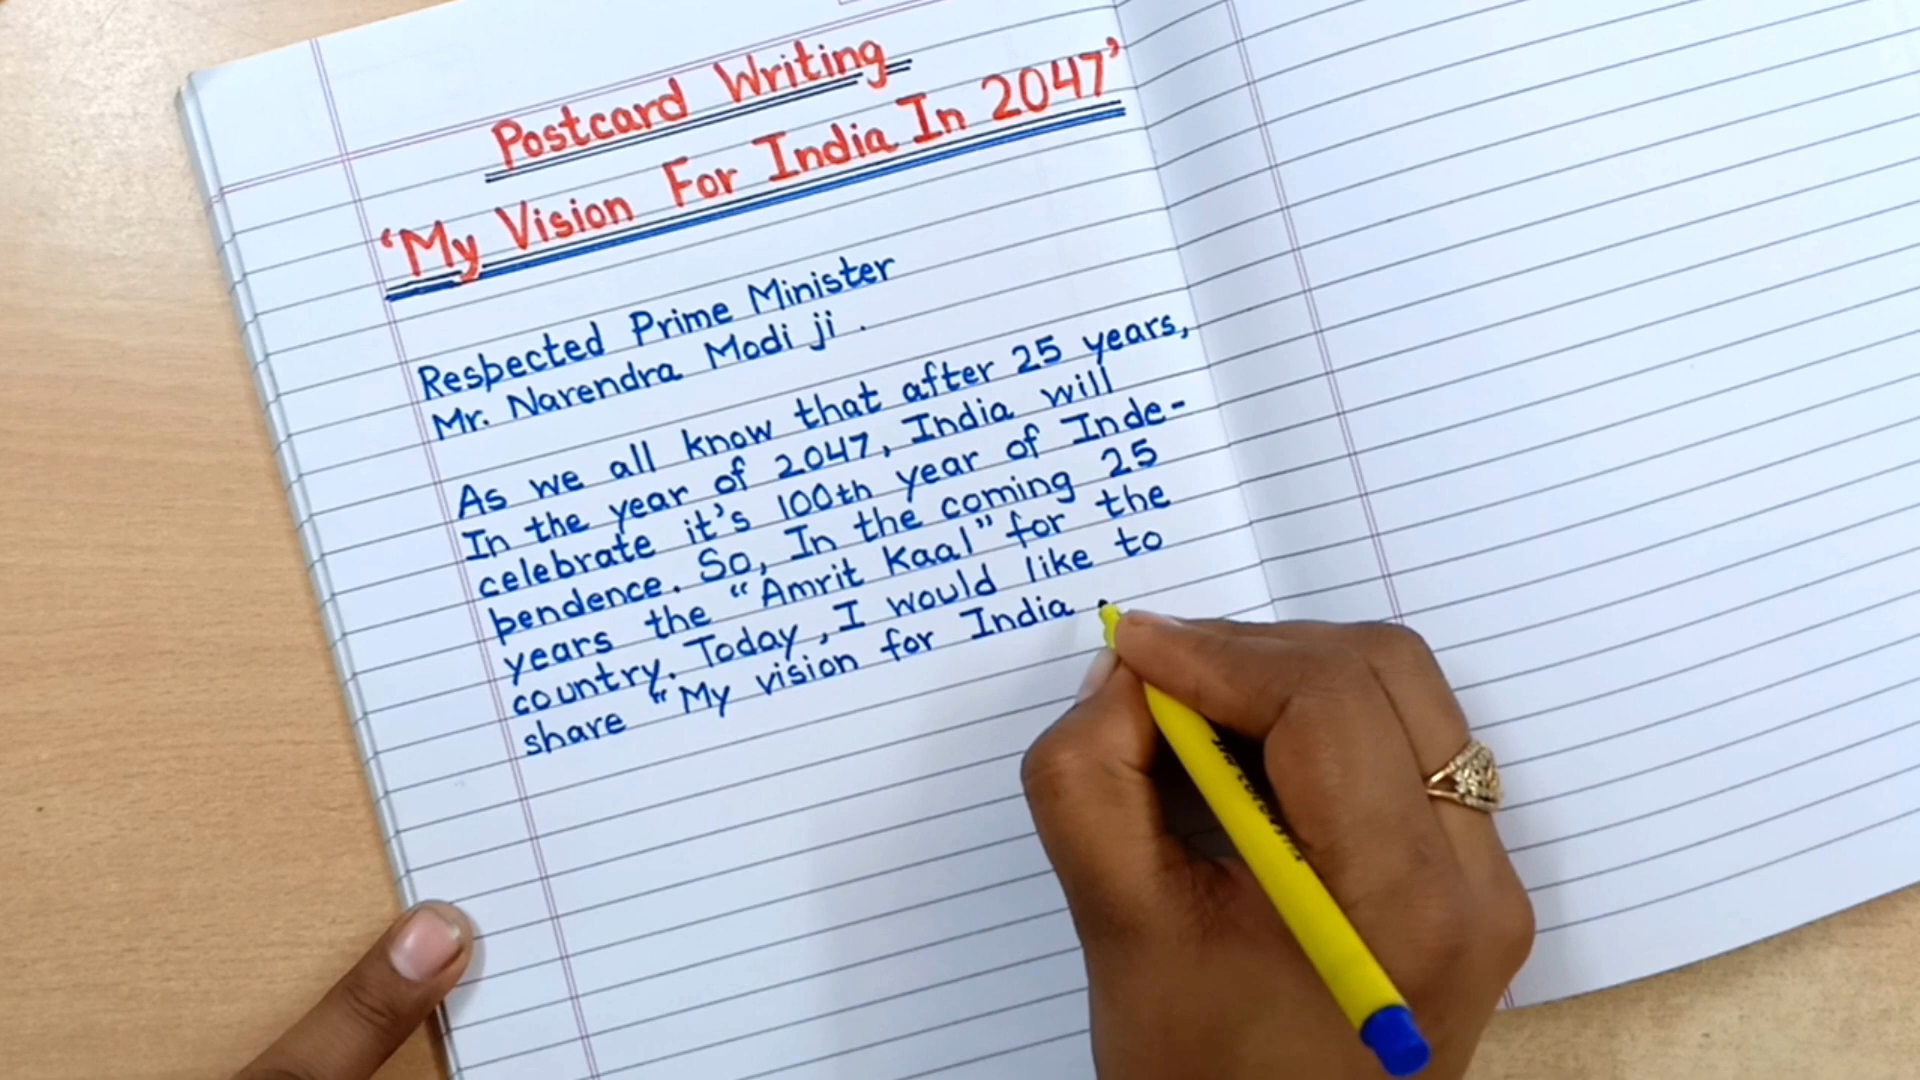 Postcard Writing
'My Vision For India In 2047'
Respected Prime Minister
Mr. Narendra Modi ji .
As we all know that after 25 years,
In the year of 2047, India will
celebrate it's 100th year of Inde-
pendence. So, In the coming 25
years the "Amrit Kaal" for the
country. Today, I would like to
share "My vision for India